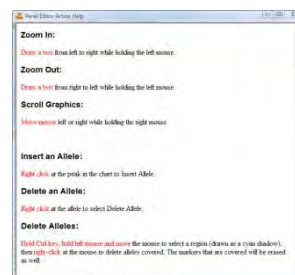 Panel Editor Action Help
Zoom In:
Draw a box from left to right while holding the left mouse.
Zoom Out:
Draw a box from right to left while holding the left mouse.
Scroll Graphics:
Move mouse left or right while holding the right mouse.
Insert an Allele:
Right click at the peak in the chart to Insert Allele.
Delete an Allele:
Right click at the allele to select Delete Allele.
Delete Alleles:
Hold Ctrl key, hold left mouse and move the mouse to select a region (drawn as a cyan shadow),
then right-click at the mouse to delete alleles covered. The markers that are covered will be erased
as well.